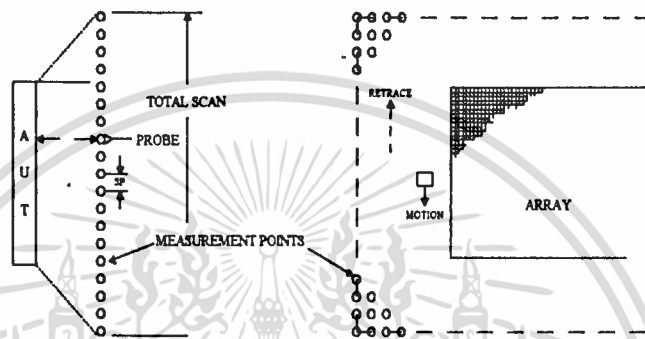 TOTAL SCAN
PROBE
A U T
SP
MEASUREMENT POINTS
RETRACE
MOTION
ARRAY